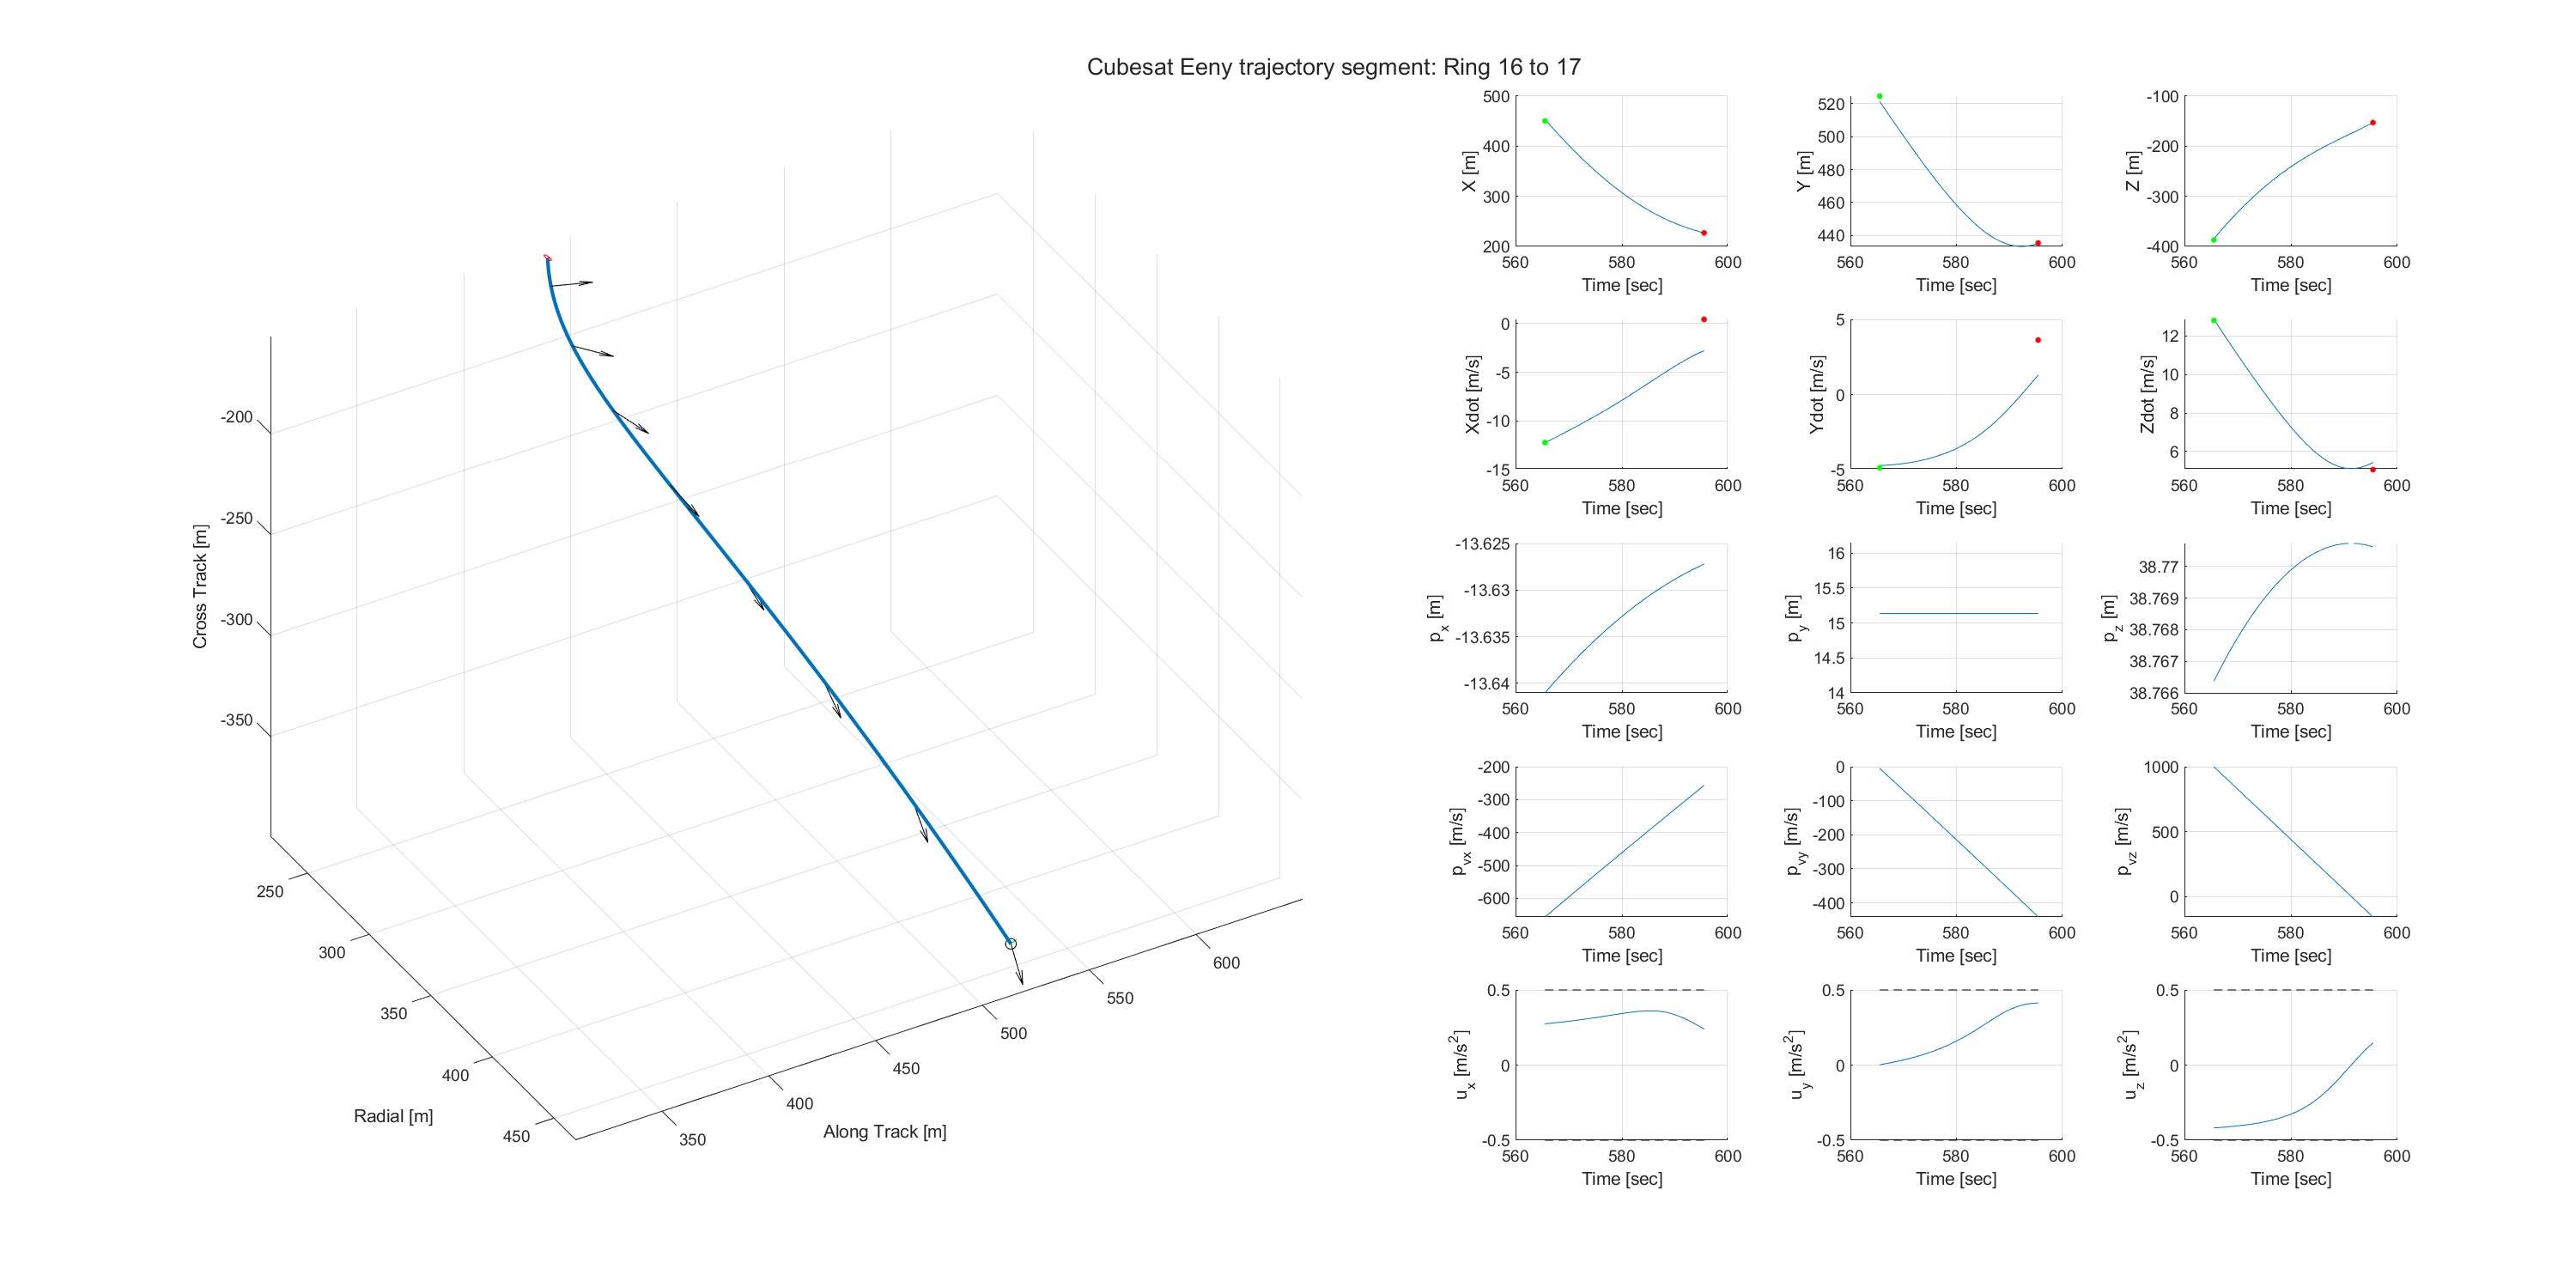 Cubesat Eeny trajectory segment: Ring 16 to 17
-200
-250
-300
-350
Cross Track [m]
250
300
350
400
450
Radial [m]
350
400
450
500
550
600
Along Track [m]
500
400
300
200
X [m]
560 580 600
Time [sec]
520
500
480
460
440
Y [m]
560 580 600
Time [sec]
-100
-200
-300
-400
Z [m]
560 580 600
Time [sec]
0
-5
-10
-15
Xdot [m/s]
560 580 600
Time [sec]
5
0
-5
Ydot [m/s]
560 580 600
Time [sec]
12
10
8
6
Zdot [m/s]
560 580 600
Time [sec]
-13.625
-13.63
-13.635
-13.64
p_x [m]
560 580 600
Time [sec]
16
15.5
15
14.5
14
p_y [m]
560 580 600
Time [sec]
38.77
38.769
38.768
38.767
38.766
p_z [m]
560 580 600
Time [sec]
-200
-300
-400
-500
-600
p_vx [m/s]
560 580 600
Time [sec]
0
-100
-200
-300
-400
p_vy [m/s]
560 580 600
Time [sec]
1000
500
0
p_vz [m/s]
560 580 600
Time [sec]
0.5
0
-0.5
u_x [m/s²]
560 580 600
Time [sec]
0.5
0
-0.5
u_y [m/s²]
560 580 600
Time [sec]
0.5
0
-0.5
u_z [m/s²]
560 580 600
Time [sec]